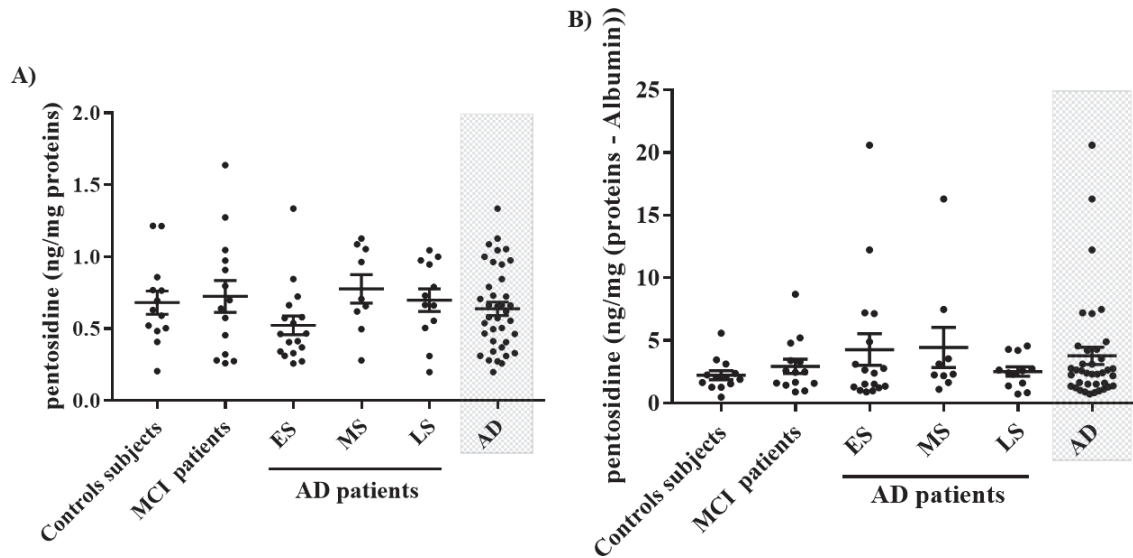 A)
pentosidine (ng/mg proteins)
2.0
1.5
1.0
0.5
0.0
Controls subjects
MCI patients
ES
MS
LS
AD
AD patients
B)
pentosidine (ng/mg (proteins - Albumin))
25
20
15
10
5
0
Controls subjects
MCI patients
ES
MS
LS
AD
AD patients